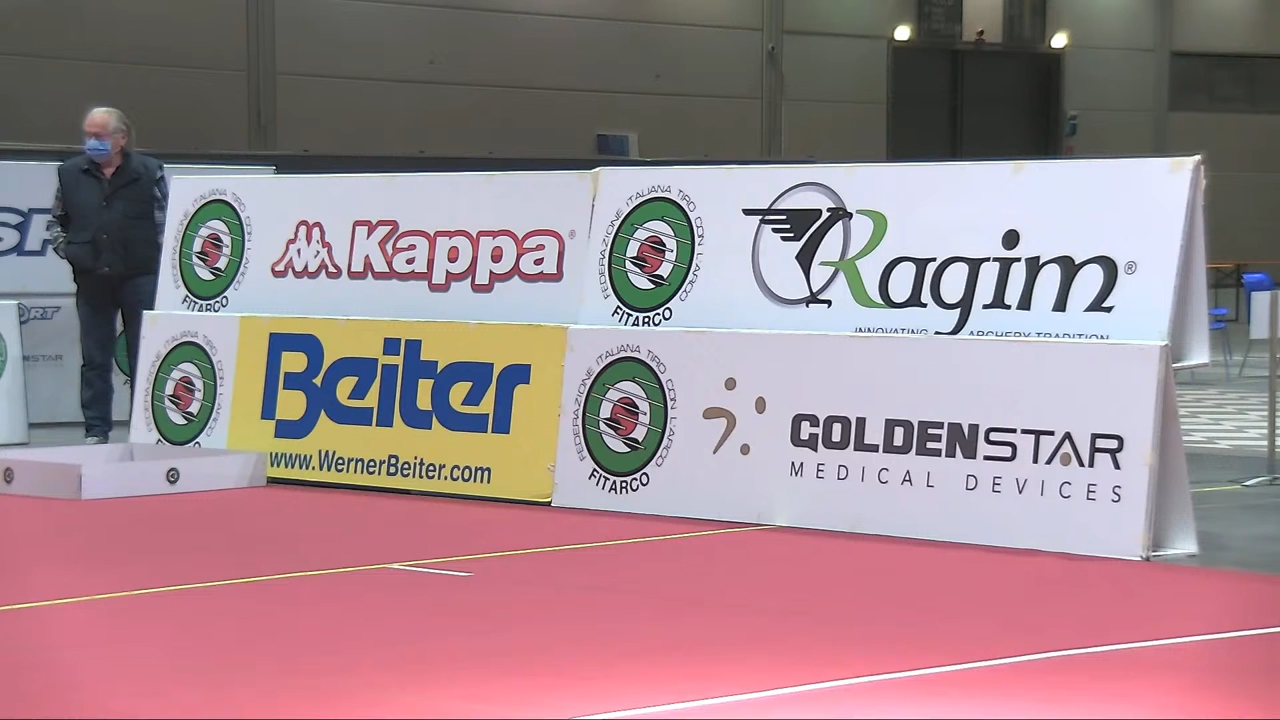 FEDERAZIONE ITALIANA TIRO CON L'ARCO
FITARCO
Kappa®
FEDERAZIONE ITALIANA TIRO CON L'ARCO
FITARCO
Ragim®
INNOVATING ARCHERY TRADITION
FEDERAZIONE ITALIANA TIRO CON L'ARCO
FITARCO
Beiter
www.WernerBeiter.com
FEDERAZIONE ITALIANA TIRO CON L'ARCO
FITARCO
GOLDENSTAR
MEDICAL DEVICES